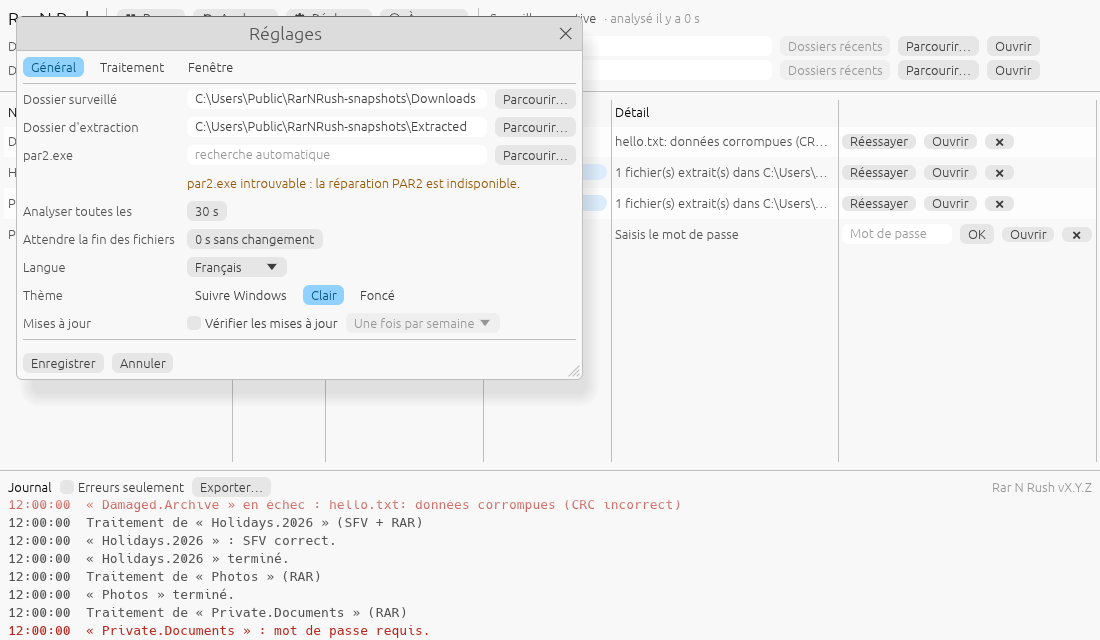 Réglages
· analysé il y a 0 s
Général Traitement Fenêtre
Dossiers récents Parcourir… Ouvrir
Dossiers récents Parcourir… Ouvrir
Dossier surveillé C:\Users\Public\RarNRush-snapshots\Downloads Parcourir…
Dossier d'extraction C:\Users\Public\RarNRush-snapshots\Extracted Parcourir…
par2.exe recherche automatique Parcourir…
par2.exe introuvable : la réparation PAR2 est indisponible.
Analyser toutes les 30 s
Attendre la fin des fichiers 0 s sans changement
Langue Français
Thème Suivre Windows Clair Foncé
Mises à jour Vérifier les mises à jour Une fois par semaine
Enregistrer Annuler
Détail
hello.txt: données corrompues (CR… Réessayer Ouvrir ×
1 fichier(s) extrait(s) dans C:\Users\… Réessayer Ouvrir ×
1 fichier(s) extrait(s) dans C:\Users\… Réessayer Ouvrir ×
Saisis le mot de passe Mot de passe OK Ouvrir ×
Journal Erreurs seulement Exporter… Rar N Rush vX.Y.Z
12:00:00 « Damaged.Archive » en échec : hello.txt: données corrompues (CRC incorrect)
12:00:00 Traitement de « Holidays.2026 » (SFV + RAR)
12:00:00 « Holidays.2026 » : SFV correct.
12:00:00 « Holidays.2026 » terminé.
12:00:00 Traitement de « Photos » (RAR)
12:00:00 « Photos » terminé.
12:00:00 Traitement de « Private.Documents » (RAR)
12:00:00 « Private.Documents » : mot de passe requis.